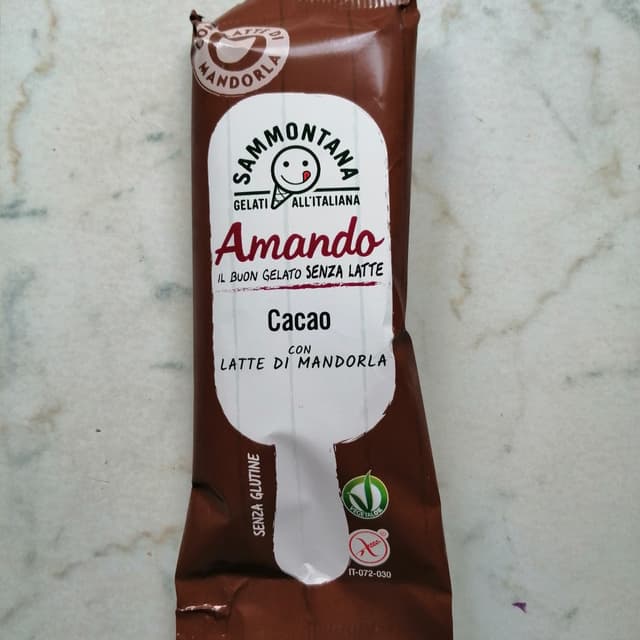 LATTE DI
MANDORLA
SAMMONTANA
GELATI ALL'ITALIANA
Amando
IL BUON GELATO SENZA LATTE
Cacao
CON
LATTE DI MANDORLA
SENZA GLUTINE
VEGETALE
IT-072-030